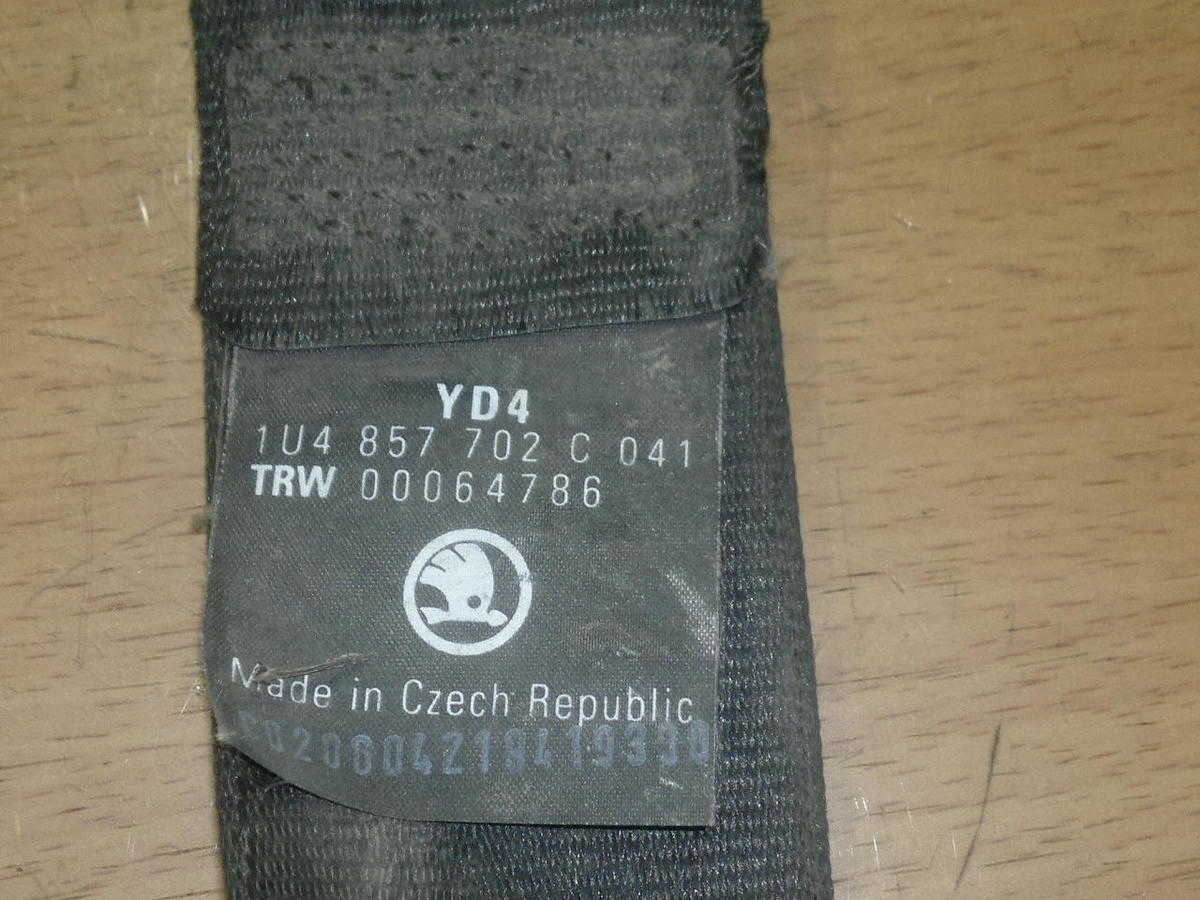 YD4
1U4 857 702 C 041
TRW 00064786
Made in Czech Republic